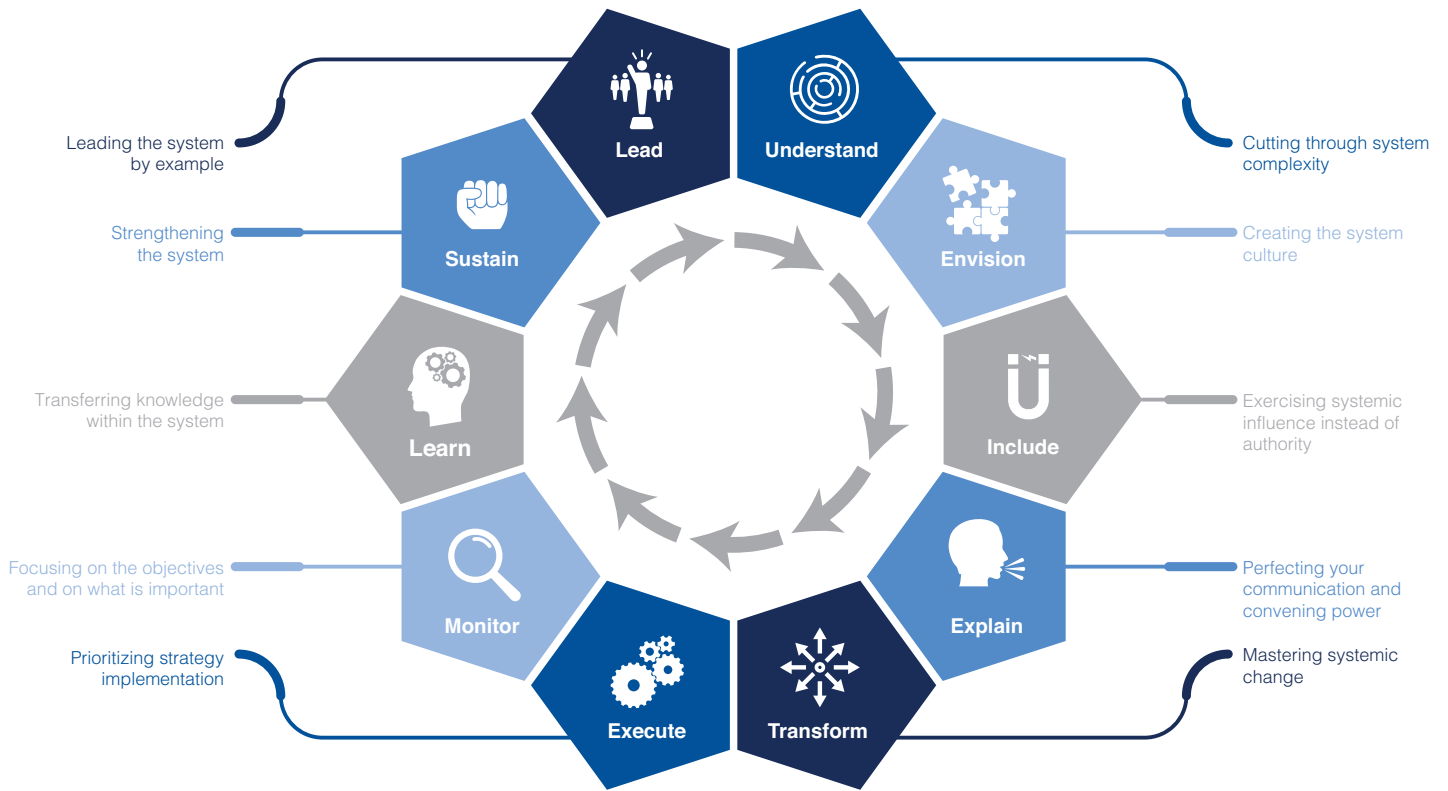 Lead
Understand
Leading the system
by example
Cutting through system
complexity
Strengthening
the system
Sustain
Envision
Creating the system
culture
Transferring knowledge
within the system
Learn
Include
Exercising systemic
influence instead of
authority
Focusing on the objectives
and on what is important
Monitor
Explain
Perfecting your
communication and
convening power
Prioritizing strategy
implementation
Execute
Transform
Mastering systemic
change